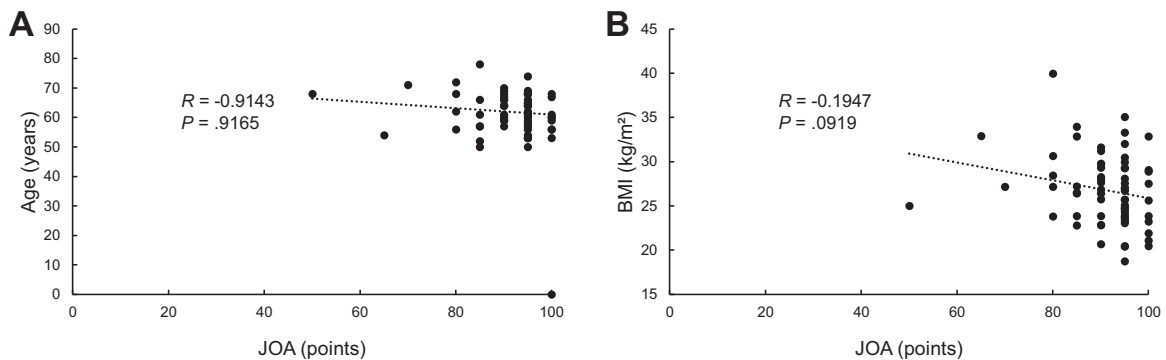 A
90
80
70
60
50
40
30
20
10
0
Age (years)
R = -0.9143
P = .9165
0 20 40 60 80 100
JOA (points)
B
45
40
35
30
25
20
15
BMI (kg/m²)
R = -0.1947
P = .0919
0 20 40 60 80 100
JOA (points)